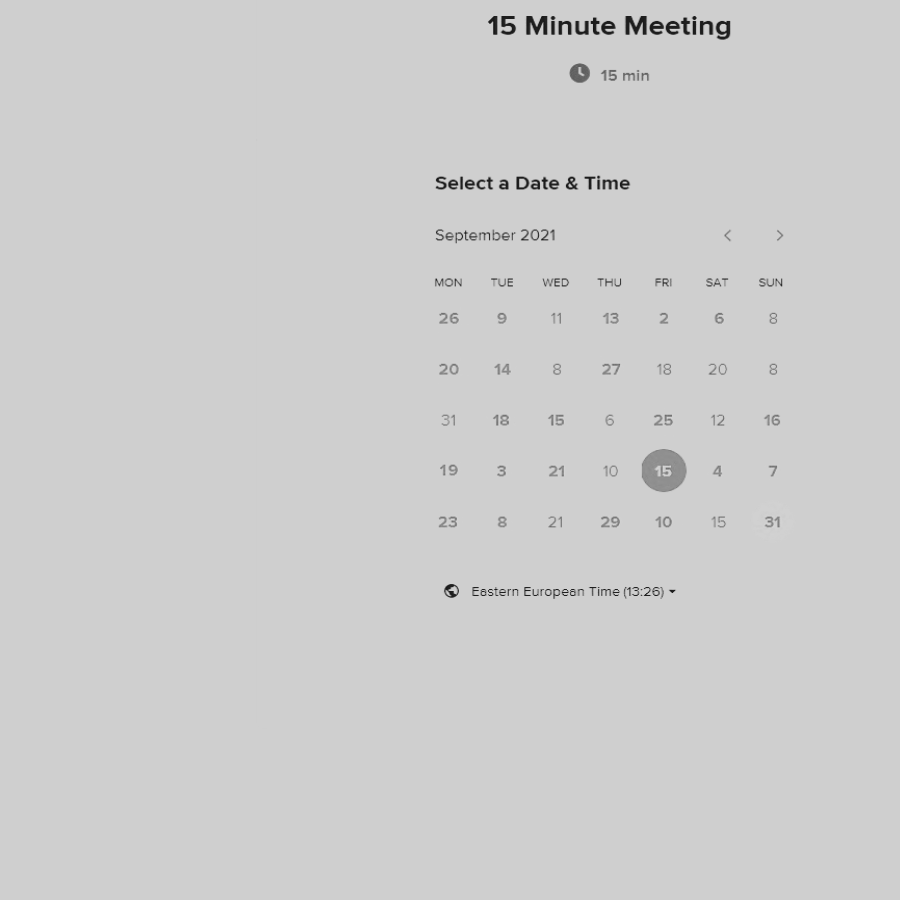 15 Minute Meeting
15 min
Select a Date & Time
September 2021
MON TUE WED THU FRI SAT SUN
26 9 11 13 2 6 8
20 14 8 27 18 20 8
31 18 15 6 25 12 16
19 3 21 10 15 4 7
23 8 21 29 10 15 31
Eastern European Time (13:26)